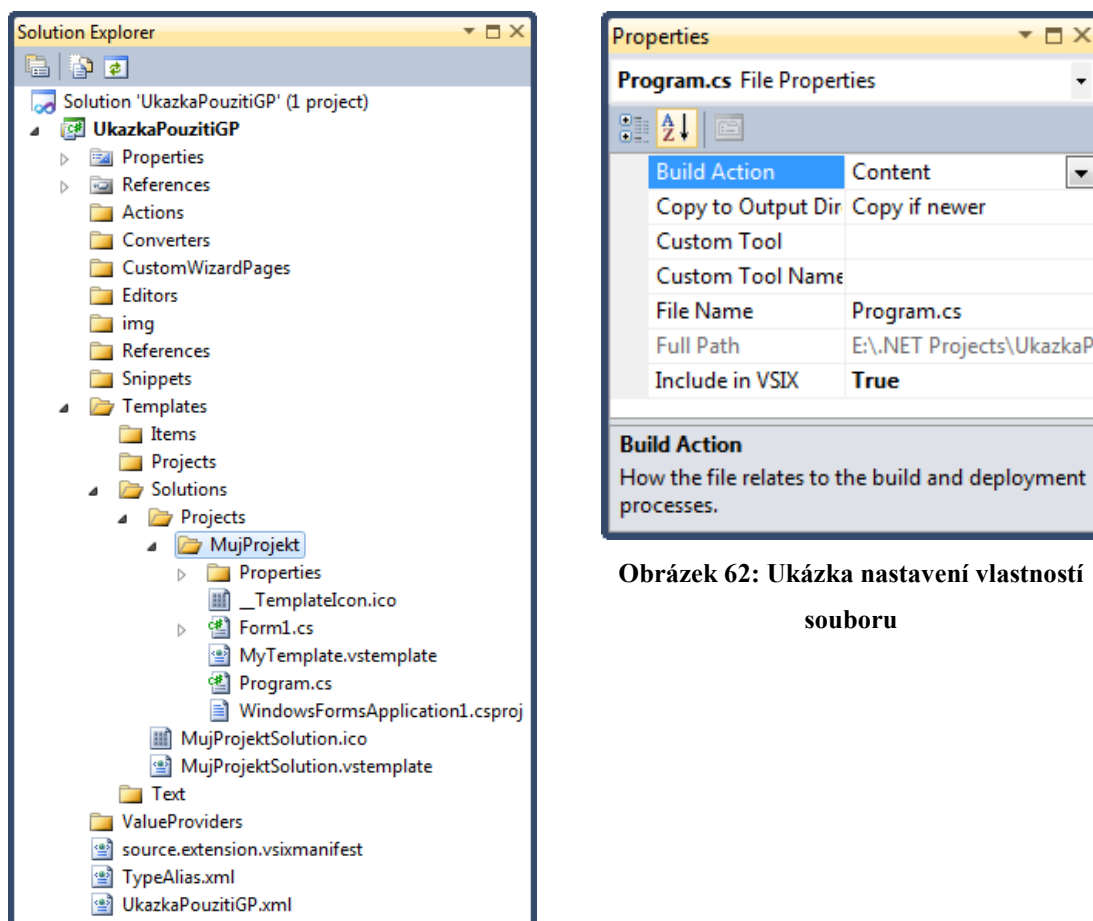 Solution Explorer
Solution 'UkazkaPouzitiGP' (1 project)
UkazkaPouzitiGP
Properties
References
Actions
Converters
CustomWizardPages
Editors
img
References
Snippets
Templates
Items
Projects
Solutions
Projects
MujProjekt
Properties
__TemplateIcon.ico
Form1.cs
MyTemplate.vstemplate
Program.cs
WindowsFormsApplication1.csproj
MujProjektSolution.ico
MujProjektSolution.vstemplate
Text
ValueProviders
source.extension.vsixmanifest
TypeAlias.xml
UkazkaPouzitiGP.xml
Properties
Program.cs File Properties
Build Action Content
Copy to Output Dir Copy if newer
Custom Tool
Custom Tool Name
File Name Program.cs
Full Path E:\.NET Projects\UkazkaP
Include in VSIX True
Build Action
How the file relates to the build and deployment
processes.
Obrázek 62: Ukázka nastavení vlastností
souboru